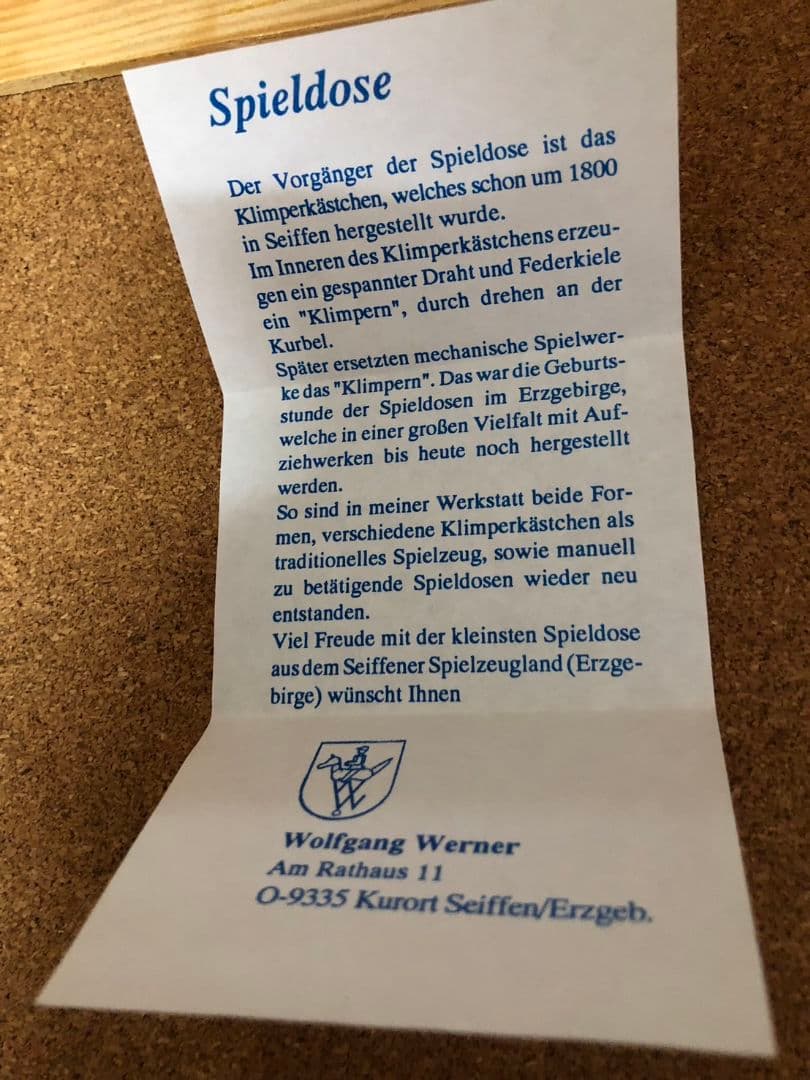 Spieldose
Der Vorgänger der Spieldose ist das
Klimperkästchen, welches schon um 1800
in Seiffen hergestellt wurde.
Im Inneren des Klimperkästchens erzeu-
gen ein gespannter Draht und Federkiele
ein "Klimpern", durch drehen an der
Kurbel.
Später ersetzten mechanische Spielwer-
ke das "Klimpern". Das war die Geburts-
stunde der Spieldosen im Erzgebirge,
welche in einer großen Vielfalt mit Auf-
ziehwerken bis heute noch hergestellt
werden.
So sind in meiner Werkstatt beide For-
men, verschiedene Klimperkästchen als
traditionelles Spielzeug, sowie manuell
zu betätigende Spieldosen wieder neu
entstanden.
Viel Freude mit der kleinsten Spieldose
aus dem Seiffener Spielzeugland (Erzge-
birge) wünscht Ihnen
W
Wolfgang Werner
Am Rathaus 11
O-9335 Kurort Seiffen/Erzgeb.